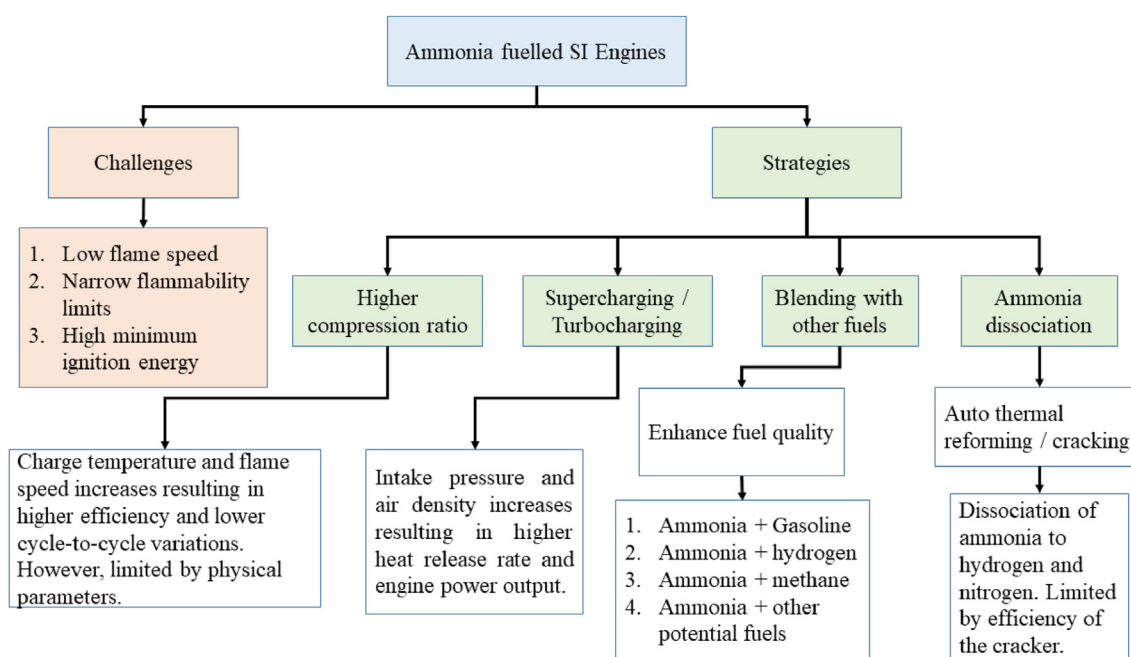 Ammonia fuelled SI Engines
Challenges
Strategies
1. Low flame speed
2. Narrow flammability
limits
3. High minimum
ignition energy
Higher
compression ratio
Supercharging /
Turbocharging
Blending with
other fuels
Ammonia
dissociation
Charge temperature and flame
speed increases resulting in
higher efficiency and lower
cycle-to-cycle variations.
However, limited by physical
parameters.
Intake pressure and
air density increases
resulting in higher
heat release rate and
engine power output.
Enhance fuel quality
1. Ammonia + Gasoline
2. Ammonia + hydrogen
3. Ammonia + methane
4. Ammonia + other
potential fuels
Auto thermal
reforming / cracking
Dissociation of
ammonia to
hydrogen and
nitrogen. Limited
by efficiency of
the cracker.